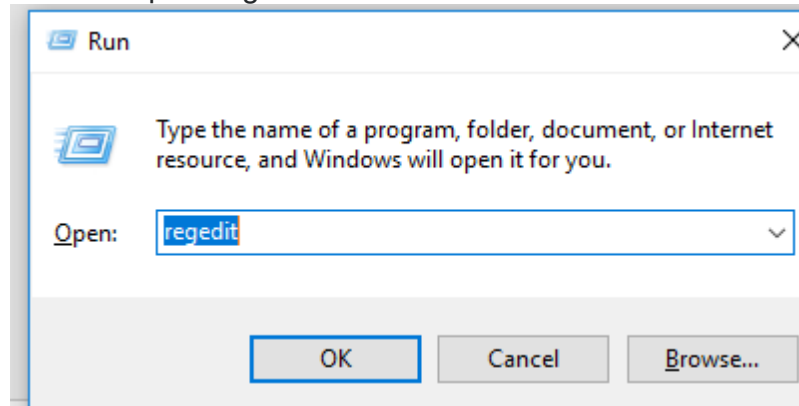 Run
Type the name of a program, folder, document, or Internet
resource, and Windows will open it for you.
Open: regedit
OK Cancel Browse...